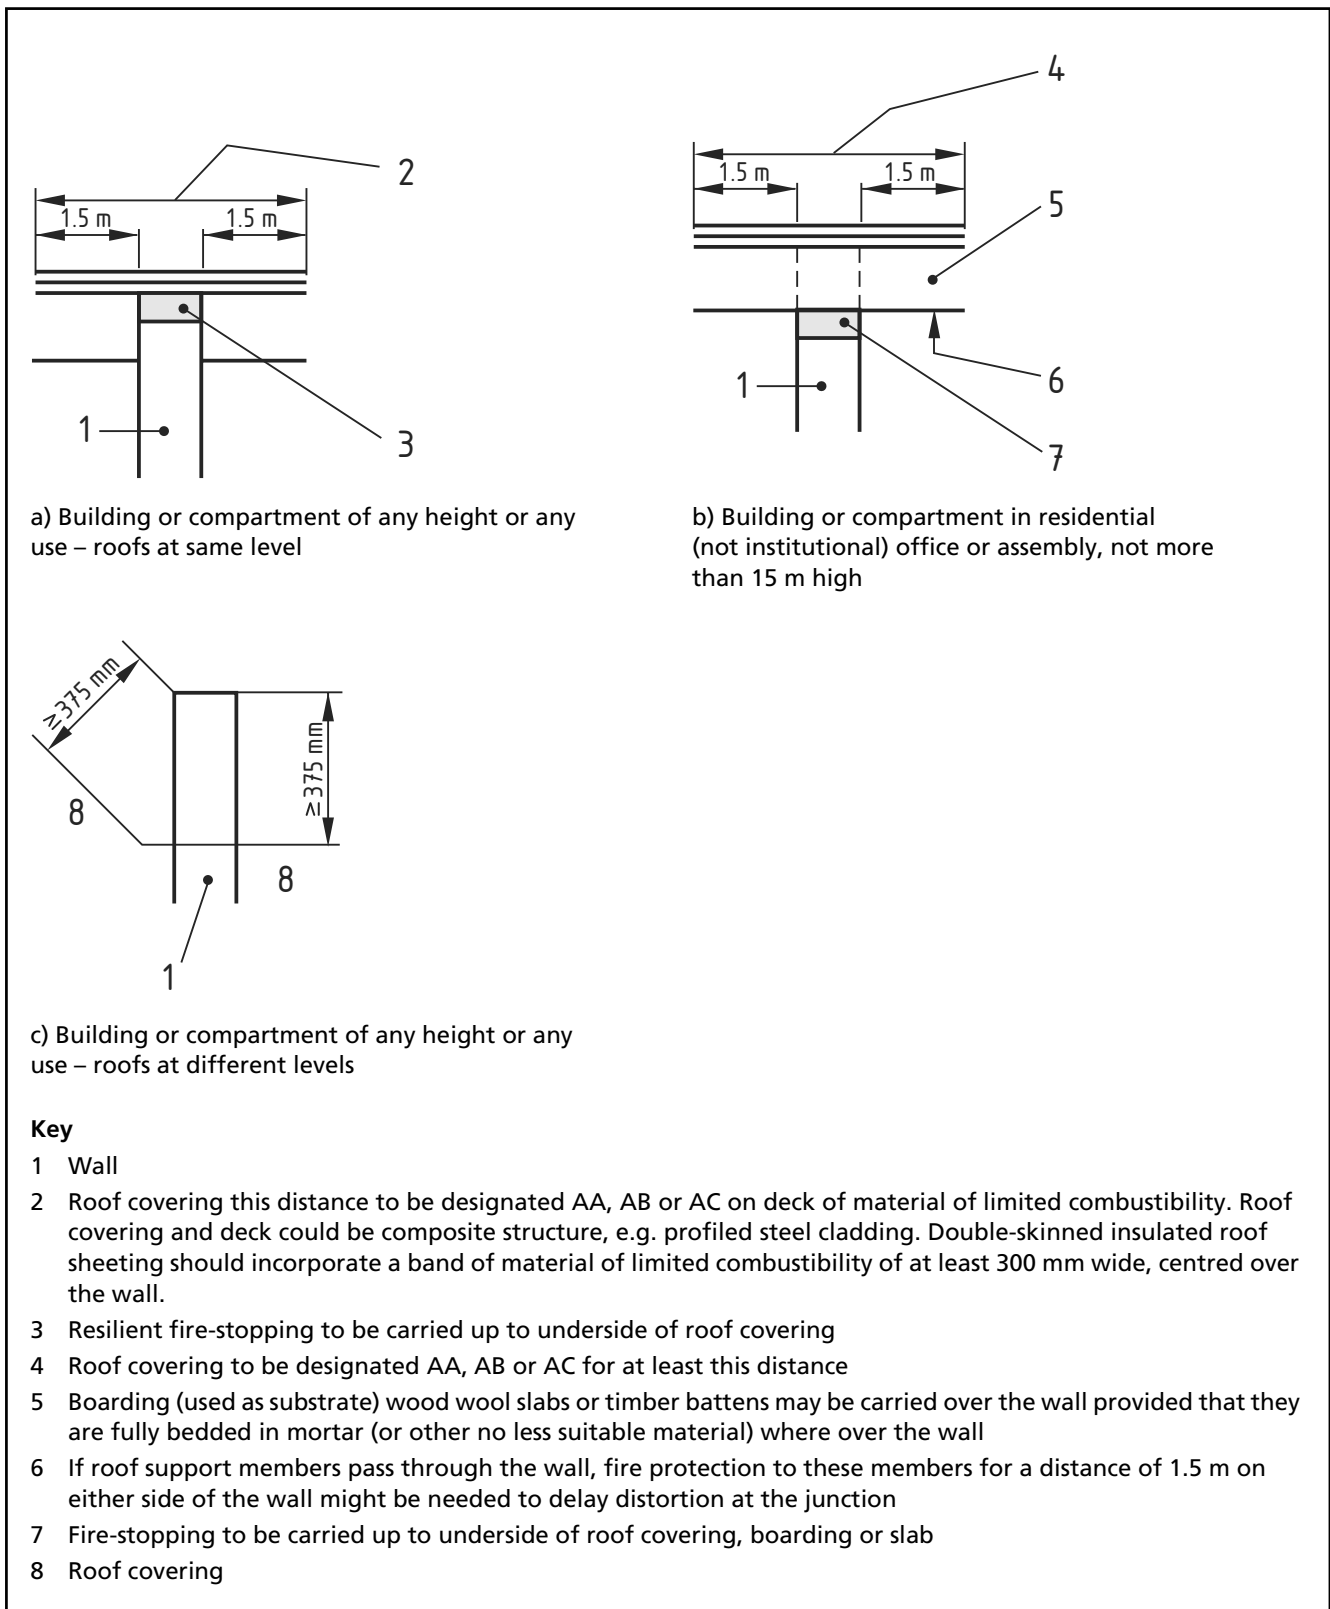 2
1.5 m
1.5 m
1
3
a) Building or compartment of any height or any
use – roofs at same level
4
1.5 m
1.5 m
5
1
6
7
b) Building or compartment in residential
(not institutional) office or assembly, not more
than 15 m high
≥375 mm
≥375 mm
8
8
1
c) Building or compartment of any height or any
use – roofs at different levels
Key
1 Wall
2 Roof covering this distance to be designated AA, AB or AC on deck of material of limited combustibility. Roof
covering and deck could be composite structure, e.g. profiled steel cladding. Double-skinned insulated roof
sheeting should incorporate a band of material of limited combustibility of at least 300 mm wide, centred over
the wall.
3 Resilient fire-stopping to be carried up to underside of roof covering
4 Roof covering to be designated AA, AB or AC for at least this distance
5 Boarding (used as substrate) wood wool slabs or timber battens may be carried over the wall provided that they
are fully bedded in mortar (or other no less suitable material) where over the wall
6 If roof support members pass through the wall, fire protection to these members for a distance of 1.5 m on
either side of the wall might be needed to delay distortion at the junction
7 Fire-stopping to be carried up to underside of roof covering, boarding or slab
8 Roof covering